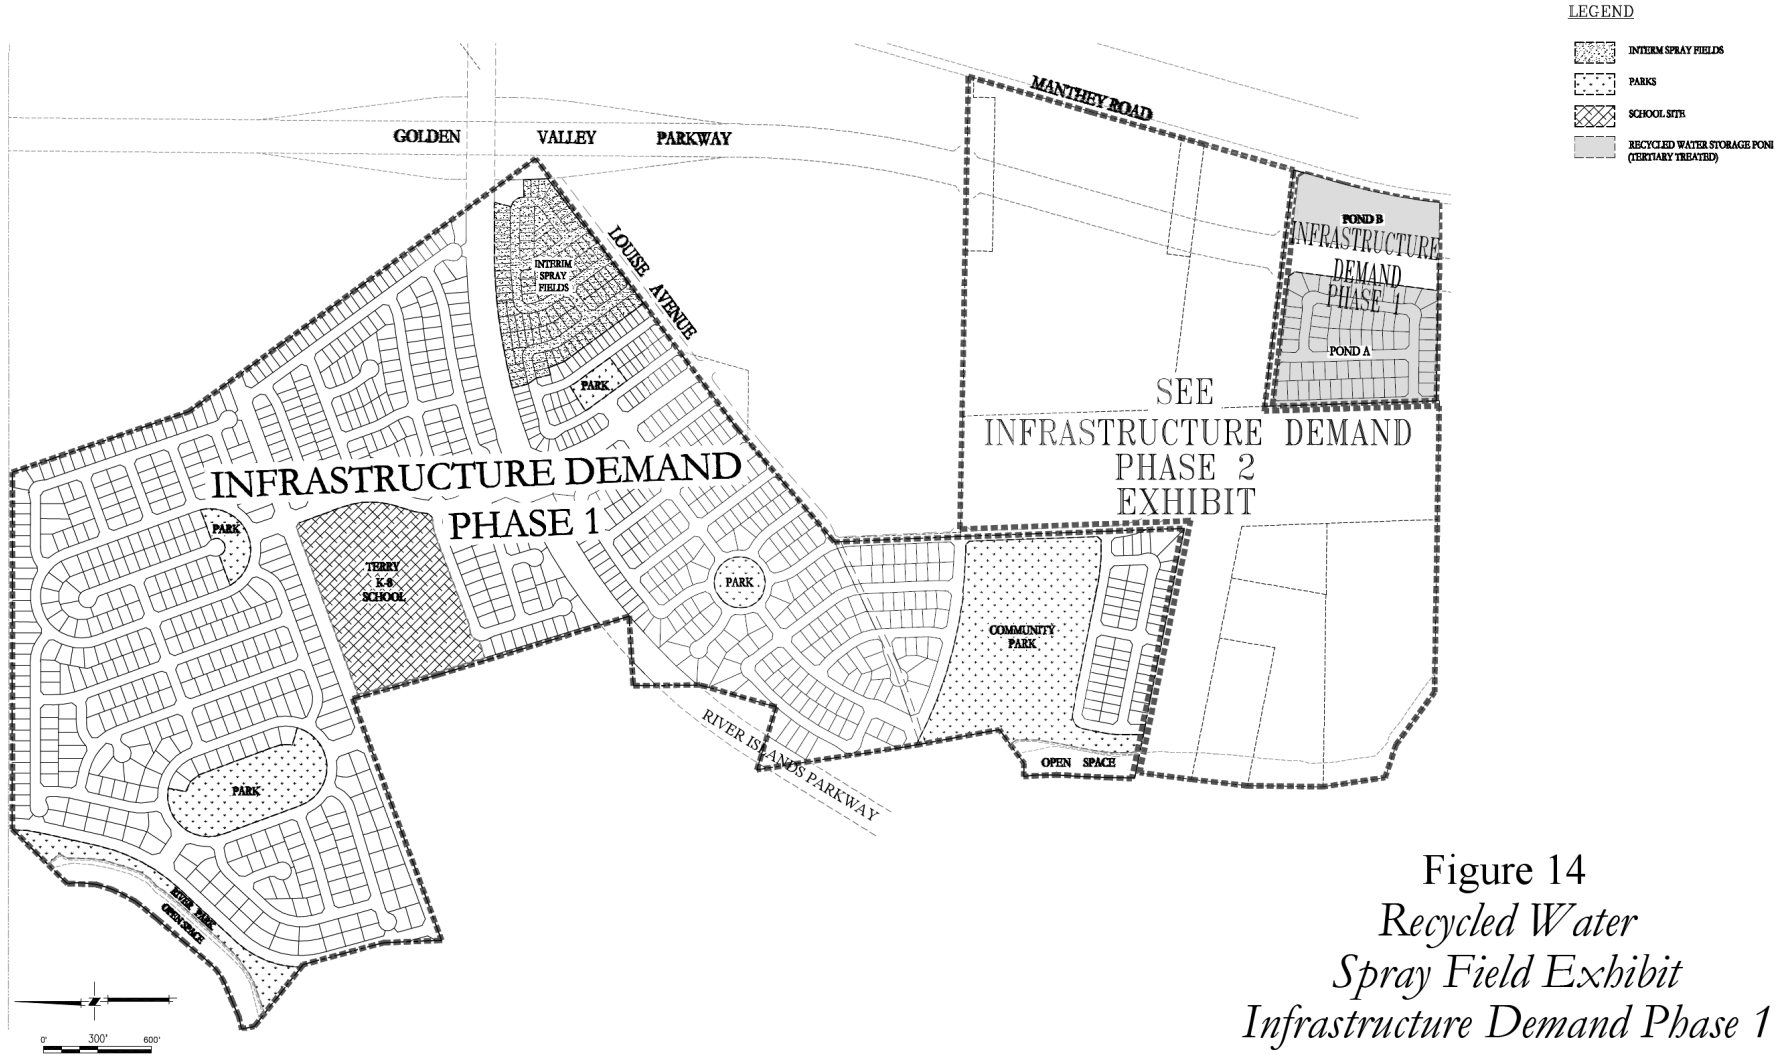 LEGEND
INTERM SPRAY FIELDS
PARKS
SCHOOL SITE
RECYCLED WATER STORAGE POND
(TERTIARY TREATED)
MANTHEY ROAD
GOLDEN VALLEY PARKWAY
LOUISE AVENUE
INTERIM
SPRAY
FIELDS
PARK
POND B
INFRASTRUCTURE
DEMAND
PHASE 1
POND A
SEE
INFRASTRUCTURE DEMAND
PHASE 2
EXHIBIT
INFRASTRUCTURE DEMAND
PHASE 1
PARK
TERRY
K-8
SCHOOL
PARK
COMMUNITY
PARK
RIVER ISLANDS PARKWAY
OPEN SPACE
PARK
RIVER PARK
OPEN SPACE
0' 300' 600'
Figure 14
Recycled Water
Spray Field Exhibit
Infrastructure Demand Phase 1